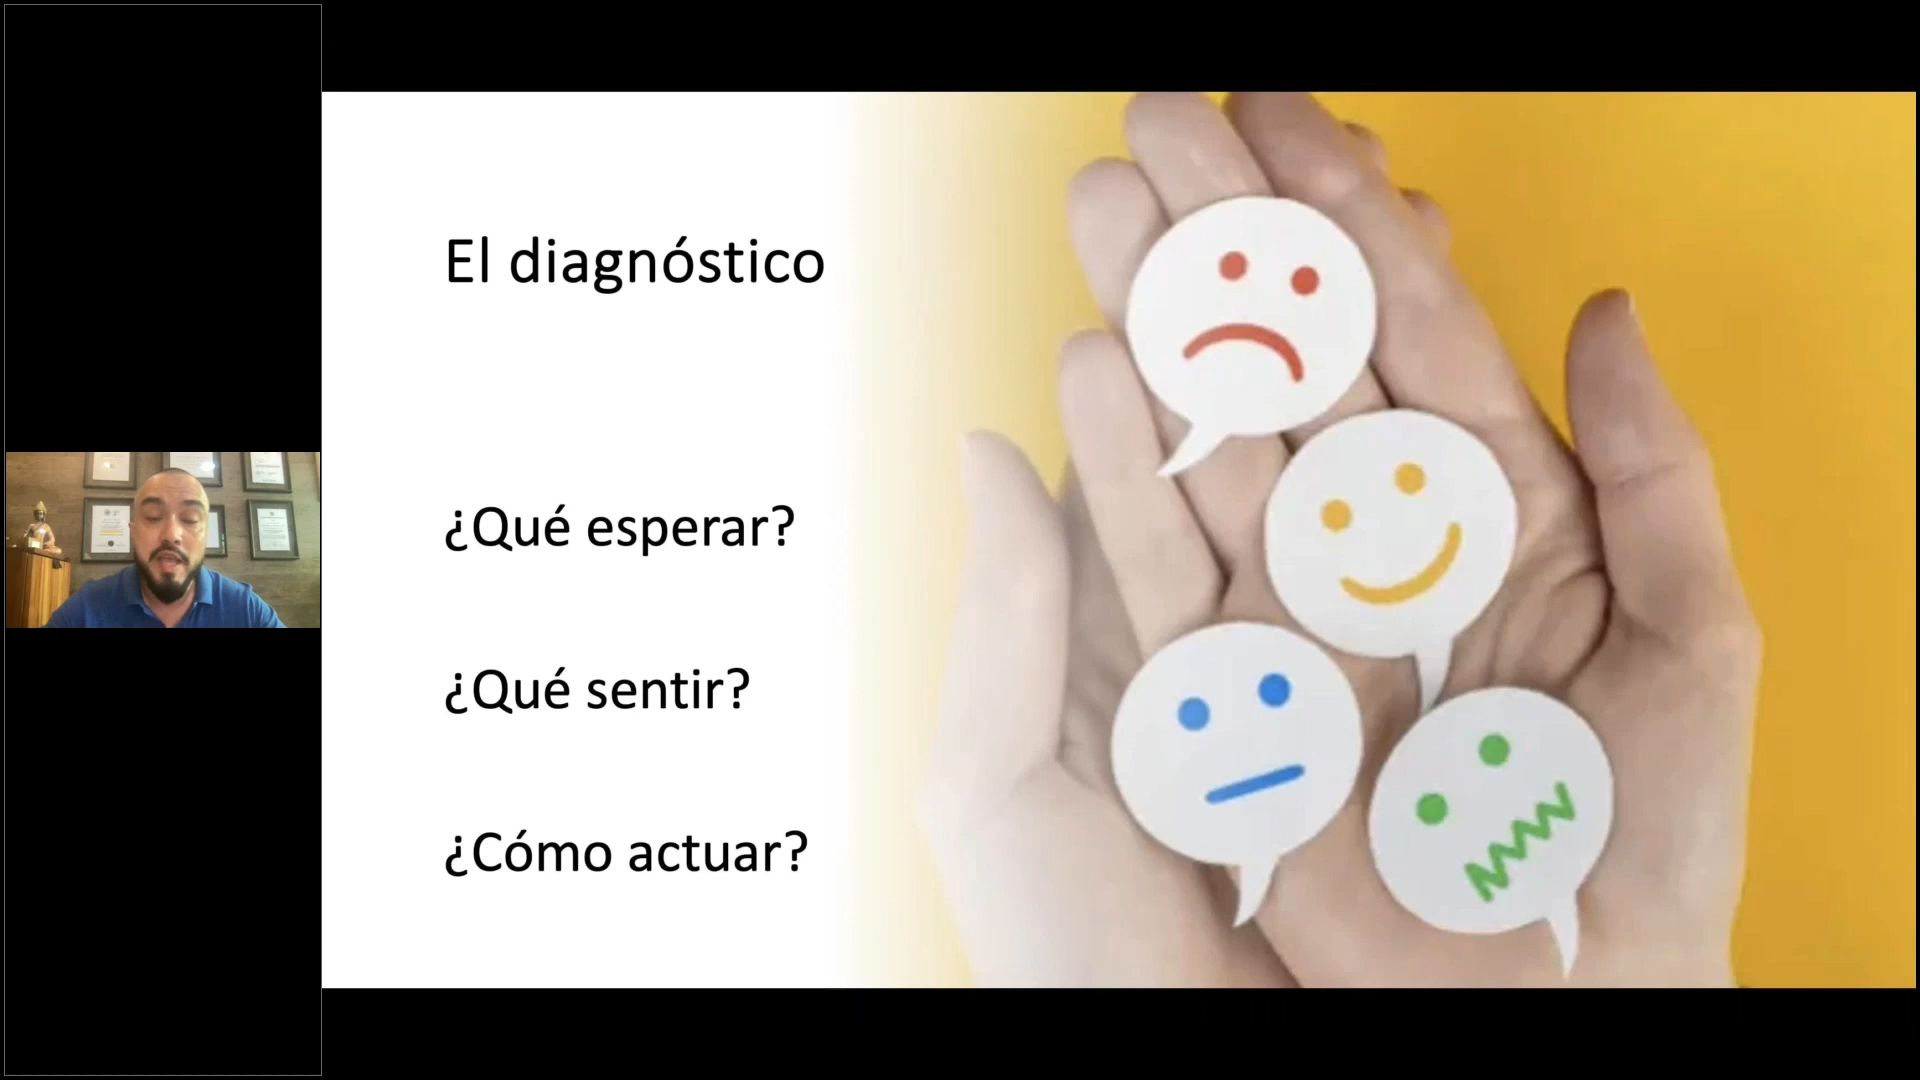 El diagnóstico
¿Qué esperar?
¿Qué sentir?
¿Cómo actuar?